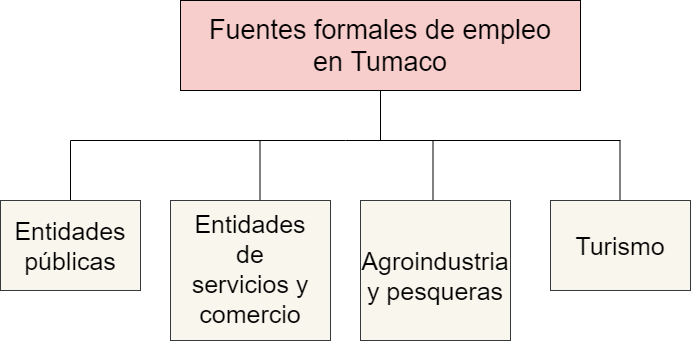 Fuentes formales de empleo
en Tumaco
Entidades
públicas
Entidades
de
servicios y
comercio
Agroindustria
y pesqueras
Turismo